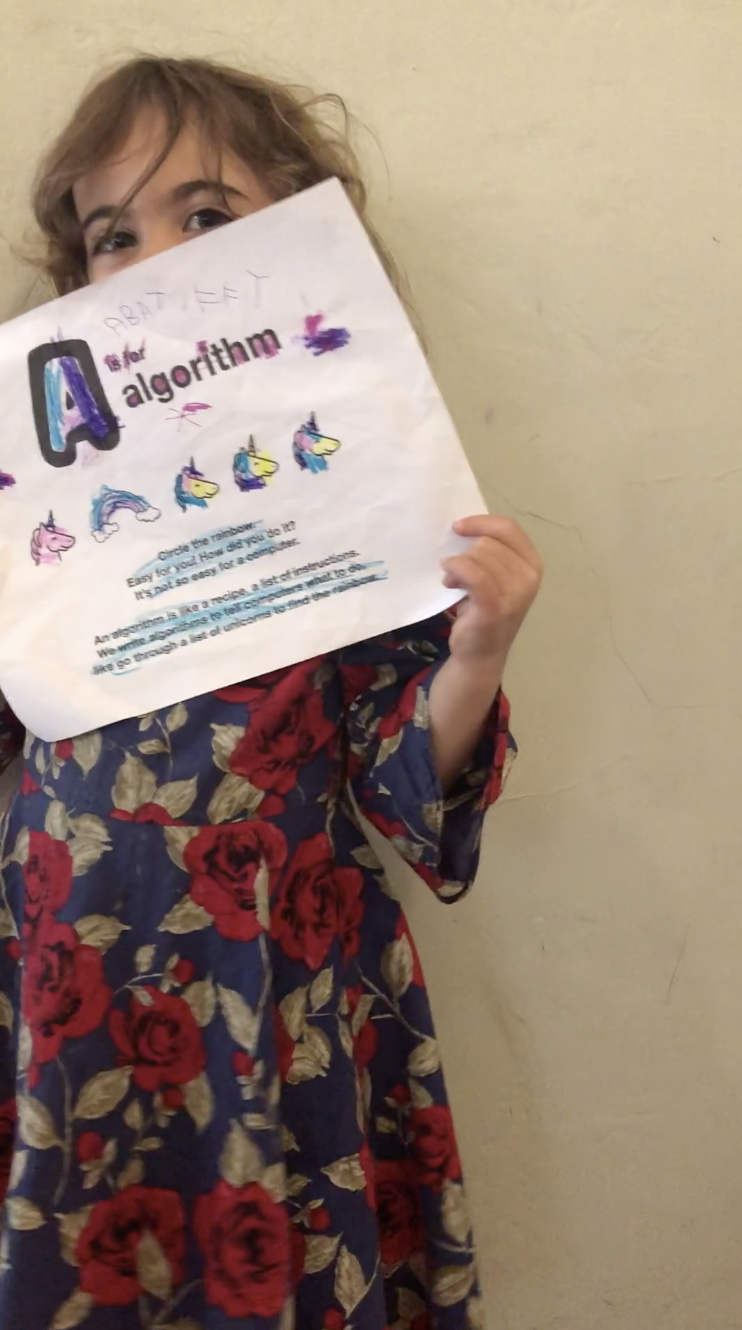 A is for
algorithm
Circle the rainbow.
Easy for you! How did you do it?
It's not so easy for a computer.
An algorithm is like a recipe, a list of instructions.
We write algorithms to tell computers what to do,
like go through a list of unicorns to find the rainbow.